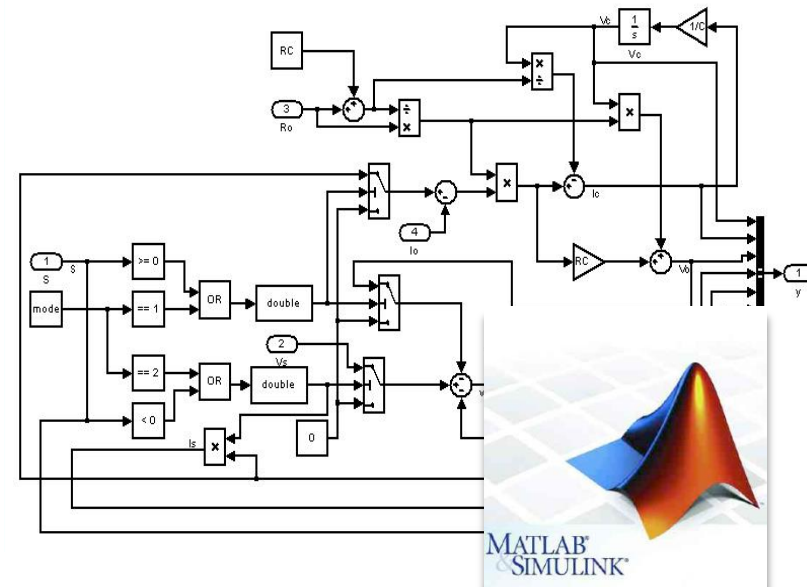 RC
Vc
1
s
1/C
Vc
×
÷
3
Ro
÷
×
×
×
Ic
4
Io
1
S
S
>= 0
OR
double
RC
Vo
1
y
mode
== 1
2
Vs
== 2
OR
double
< 0
Is
×
0
MATLAB®
&SIMULINK®